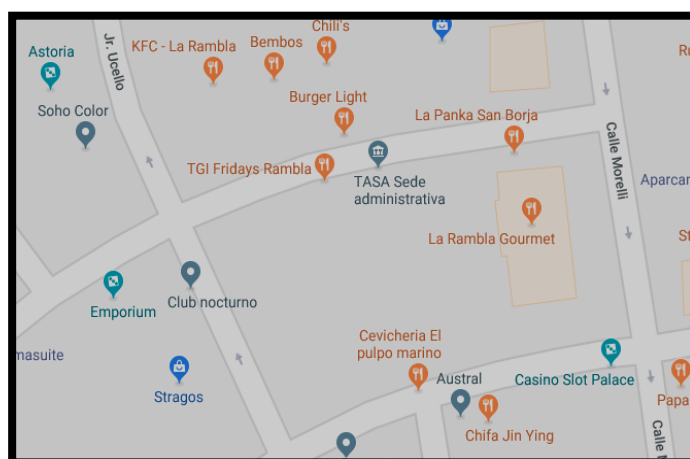 Chili's
KFC - La Rambla
Bembos
Astoria
Jr. Ucello
Soho Color
Burger Light
La Panka San Borja
Calle Morelli
TGI Fridays Rambla
TASA Sede
administrativa
Aparcar
La Rambla Gourmet
Club nocturno
Emporium
masuite
Cevicheria El
pulpo marino
Stragos
Austral
Casino Slot Palace
Papa
Chifa Jin Ying